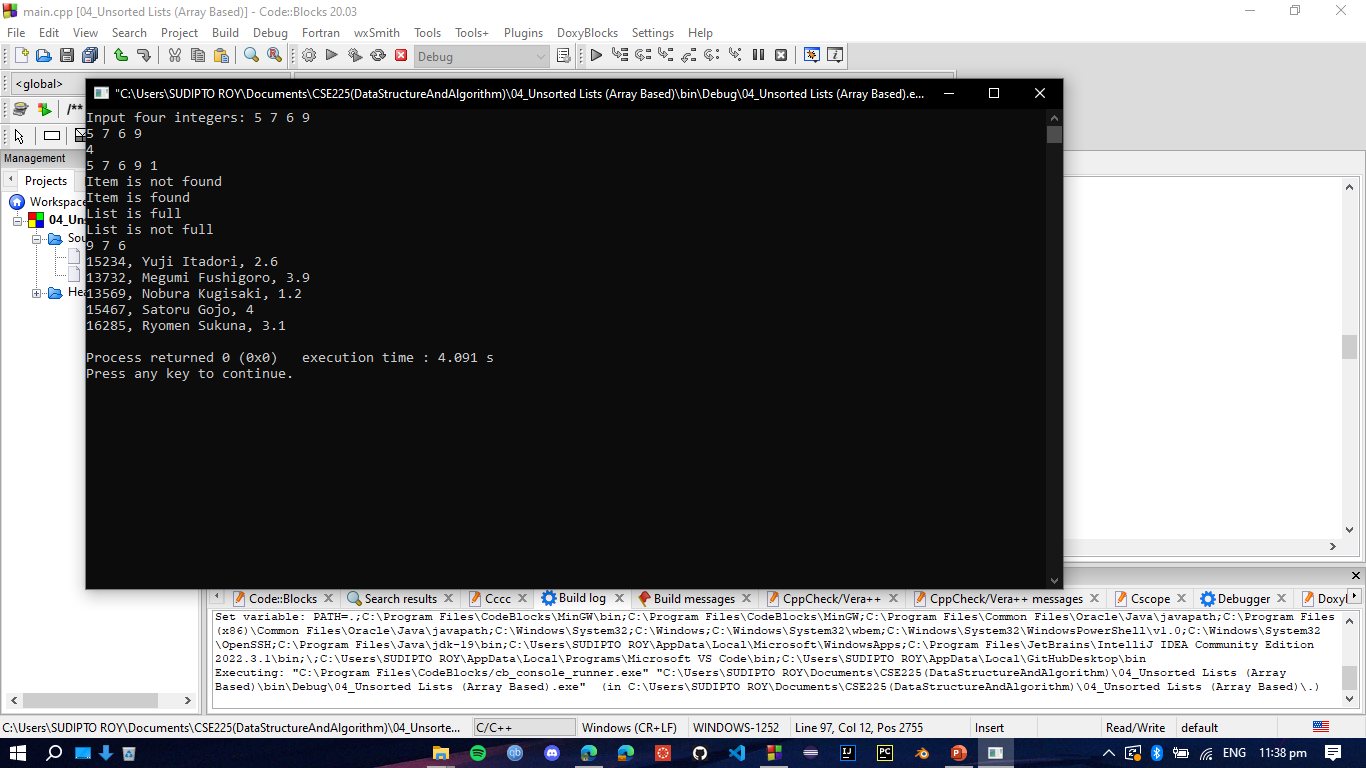 main.cpp [04_Unsorted Lists (Array Based)] - Code::Blocks 20.03
File Edit View Search Project Build Debug Fortran wxSmith Tools Tools+ Plugins DoxyBlocks Settings Help
Debug
<global>
/**
"C:\Users\SUDIPTO ROY\Documents\CSE225(DataStructureAndAlgorithm)\04_Unsorted Lists (Array Based)\bin\Debug\04_Unsorted Lists (Array Based).e...
Input four integers: 5 7 6 9
5 7 6 9
4
5 7 6 9 1
Item is not found
Item is found
List is full
List is not full
9 7 6
15234, Yuji Itadori, 2.6
13732, Megumi Fushigoro, 3.9
13569, Nobura Kugisaki, 1.2
15467, Satoru Gojo, 4
16285, Ryomen Sukuna, 3.1
Process returned 0 (0x0)   execution time : 4.091 s
Press any key to continue.
Management
Projects
Workspac
04_Uns
Sou
He
Code::Blocks Search results Cccc Build log Build messages CppCheck/Vera++ CppCheck/Vera++ messages Cscope Debugger Doxyl
Set variable: PATH=.;C:\Program Files\CodeBlocks\MinGW\bin;C:\Program Files\CodeBlocks\MinGW;C:\Program Files\Common Files\Oracle\Java\javapath;C:\Program Files
(x86)\Common Files\Oracle\Java\javapath;C:\Windows\System32;C:\Windows;C:\Windows\System32\wbem;C:\Windows\System32\WindowsPowerShell\v1.0;C:\Windows\System32
\OpenSSH;C:\Program Files\Java\jdk-19\bin;C:\Users\SUDIPTO ROY\AppData\Local\Microsoft\WindowsApps;C:\Program Files\JetBrains\IntelliJ IDEA Community Edition
2022.3.1\bin;\;C:\Users\SUDIPTO ROY\AppData\Local\Programs\Microsoft VS Code\bin;C:\Users\SUDIPTO ROY\AppData\Local\GitHubDesktop\bin
Executing: "C:\Program Files\CodeBlocks/cb_console_runner.exe" "C:\Users\SUDIPTO ROY\Documents\CSE225(DataStructureAndAlgorithm)\04_Unsorted Lists (Array
Based)\bin\Debug\04_Unsorted Lists (Array Based).exe"  (in C:\Users\SUDIPTO ROY\Documents\CSE225(DataStructureAndAlgorithm)\04_Unsorted Lists (Array Based)\.)
C:\Users\SUDIPTO ROY\Documents\CSE225(DataStructureAndAlgorithm)\04_Unsorte... C/C++ Windows (CR+LF) WINDOWS-1252 Line 97, Col 12, Pos 2755 Insert Read/Write default
ENG 11:38 pm